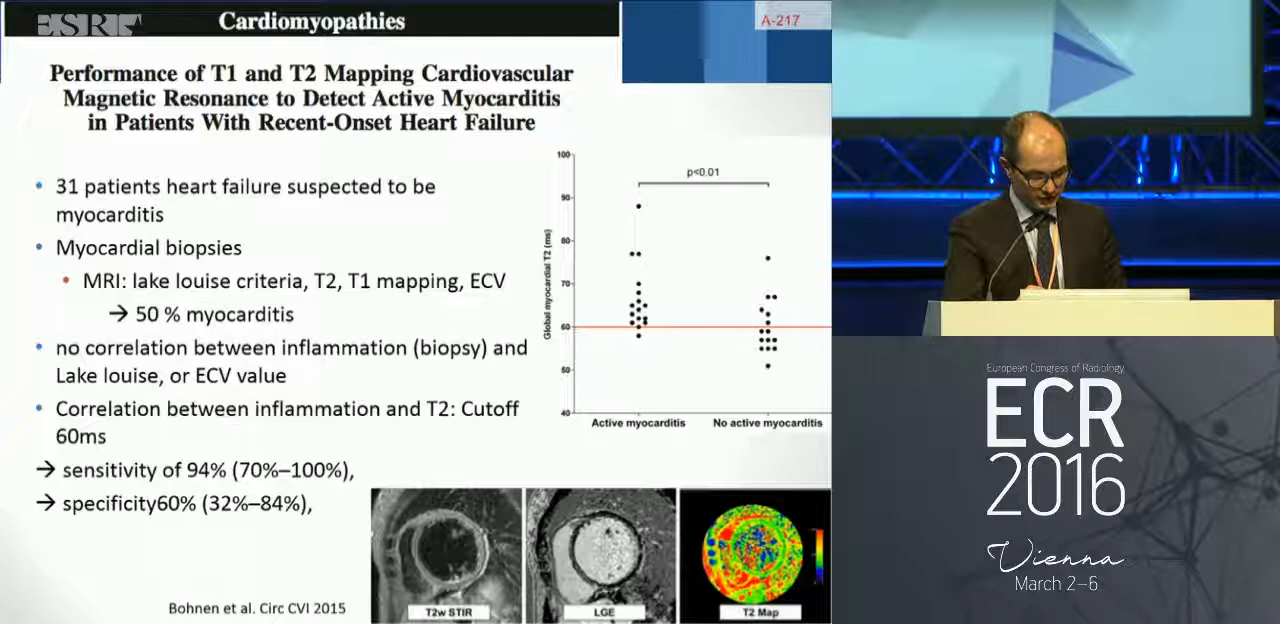 ESR
Cardiomyopathies
A-217
Performance of T1 and T2 Mapping Cardiovascular
Magnetic Resonance to Detect Active Myocarditis
in Patients With Recent-Onset Heart Failure
• 31 patients heart failure suspected to be
myocarditis
• Myocardial biopsies
• MRI: lake louise criteria, T2, T1 mapping, ECV
→ 50 % myocarditis
• no correlation between inflammation (biopsy) and
Lake louise, or ECV value
• Correlation between inflammation and T2: Cutoff
60ms
→ sensitivity of 94% (70%–100%),
→ specificity60% (32%–84%),
Bohnen et al. Circ CVI 2015
Global myocardial T2 (ms)
100
90
80
70
60
50
40
p<0.01
Active myocarditis
No active myocarditis
T2w STIR
LGE
T2 Map
European Congress of Radiology
ECR
2016
Vienna
March 2–6